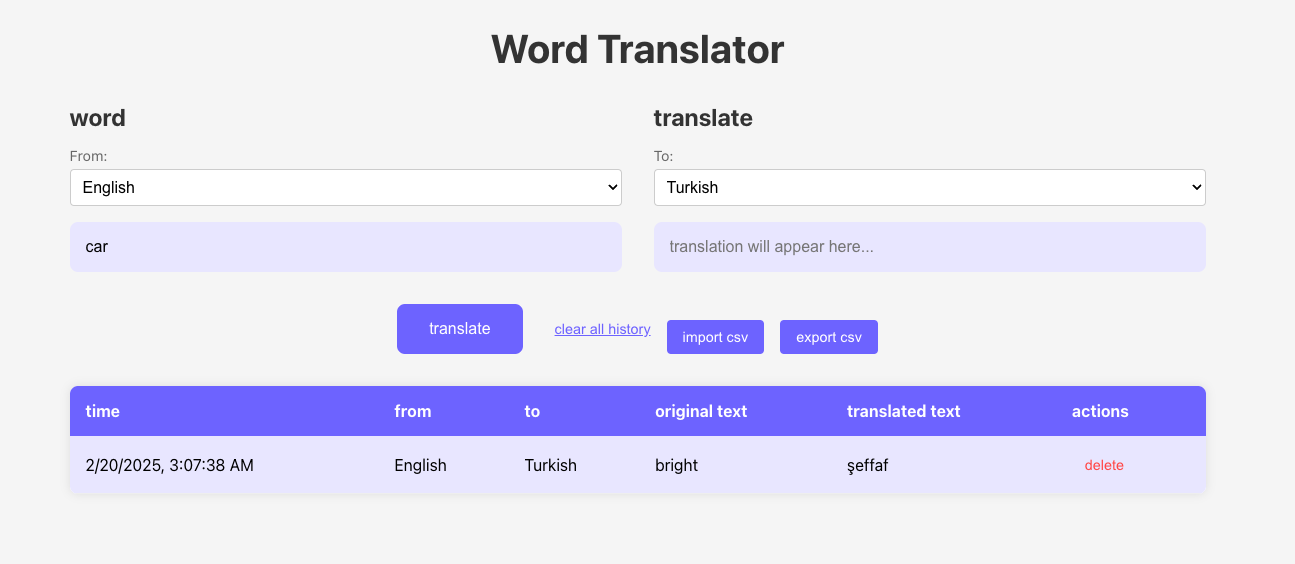 Word Translator
word
translate
From:
To:
English
Turkish
car
translation will appear here...
translate
clear all history
import csv
export csv
time from to original text translated text actions
2/20/2025, 3:07:38 AM English Turkish bright şeffaf delete